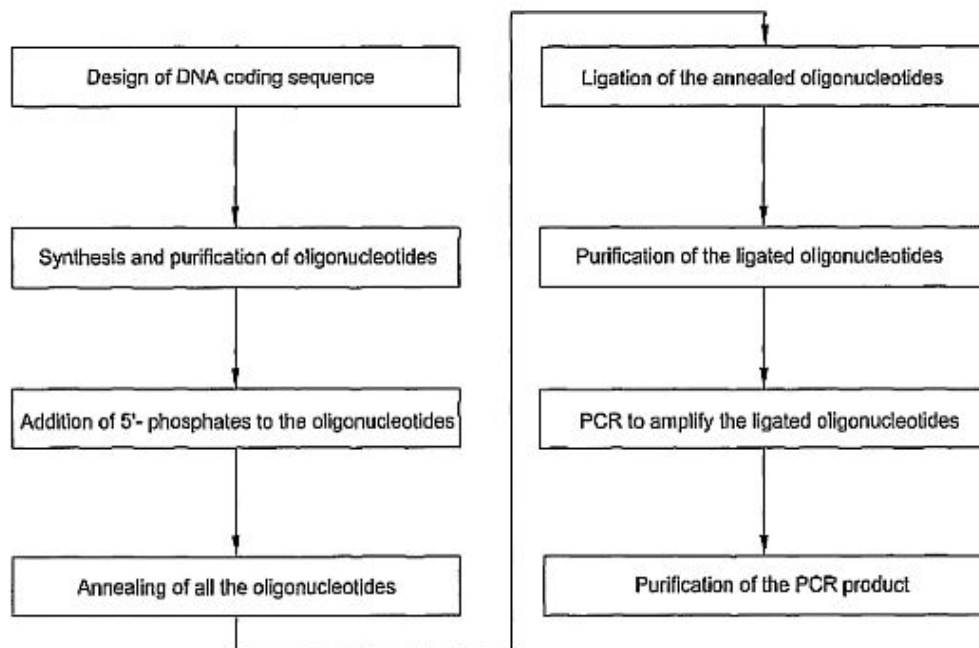 Design of DNA coding sequence
Synthesis and purification of oligonucleotides
Addition of 5'- phosphates to the oligonucleotides
Annealing of all the oligonucleotides
Ligation of the annealed oligonucleotides
Purification of the ligated oligonucleotides
PCR to amplify the ligated oligonucleotides
Purification of the PCR product